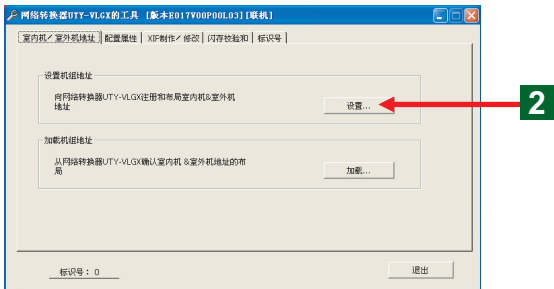 网络转换器UTY-VLGX的工具 [版本E017V00P00L03][联机]
室内机／室外机地址 配置属性 XIF制作／修改 闪存校验和 标识号
设置机组地址
向网络转换器UTY-VLGX注册和布局室内机&室外机
地址
设置...
2
加载机组地址
从网络转换器UTY-VLGX确认室内机 &室外机地址的布
局
加载...
标识号： 0
退出